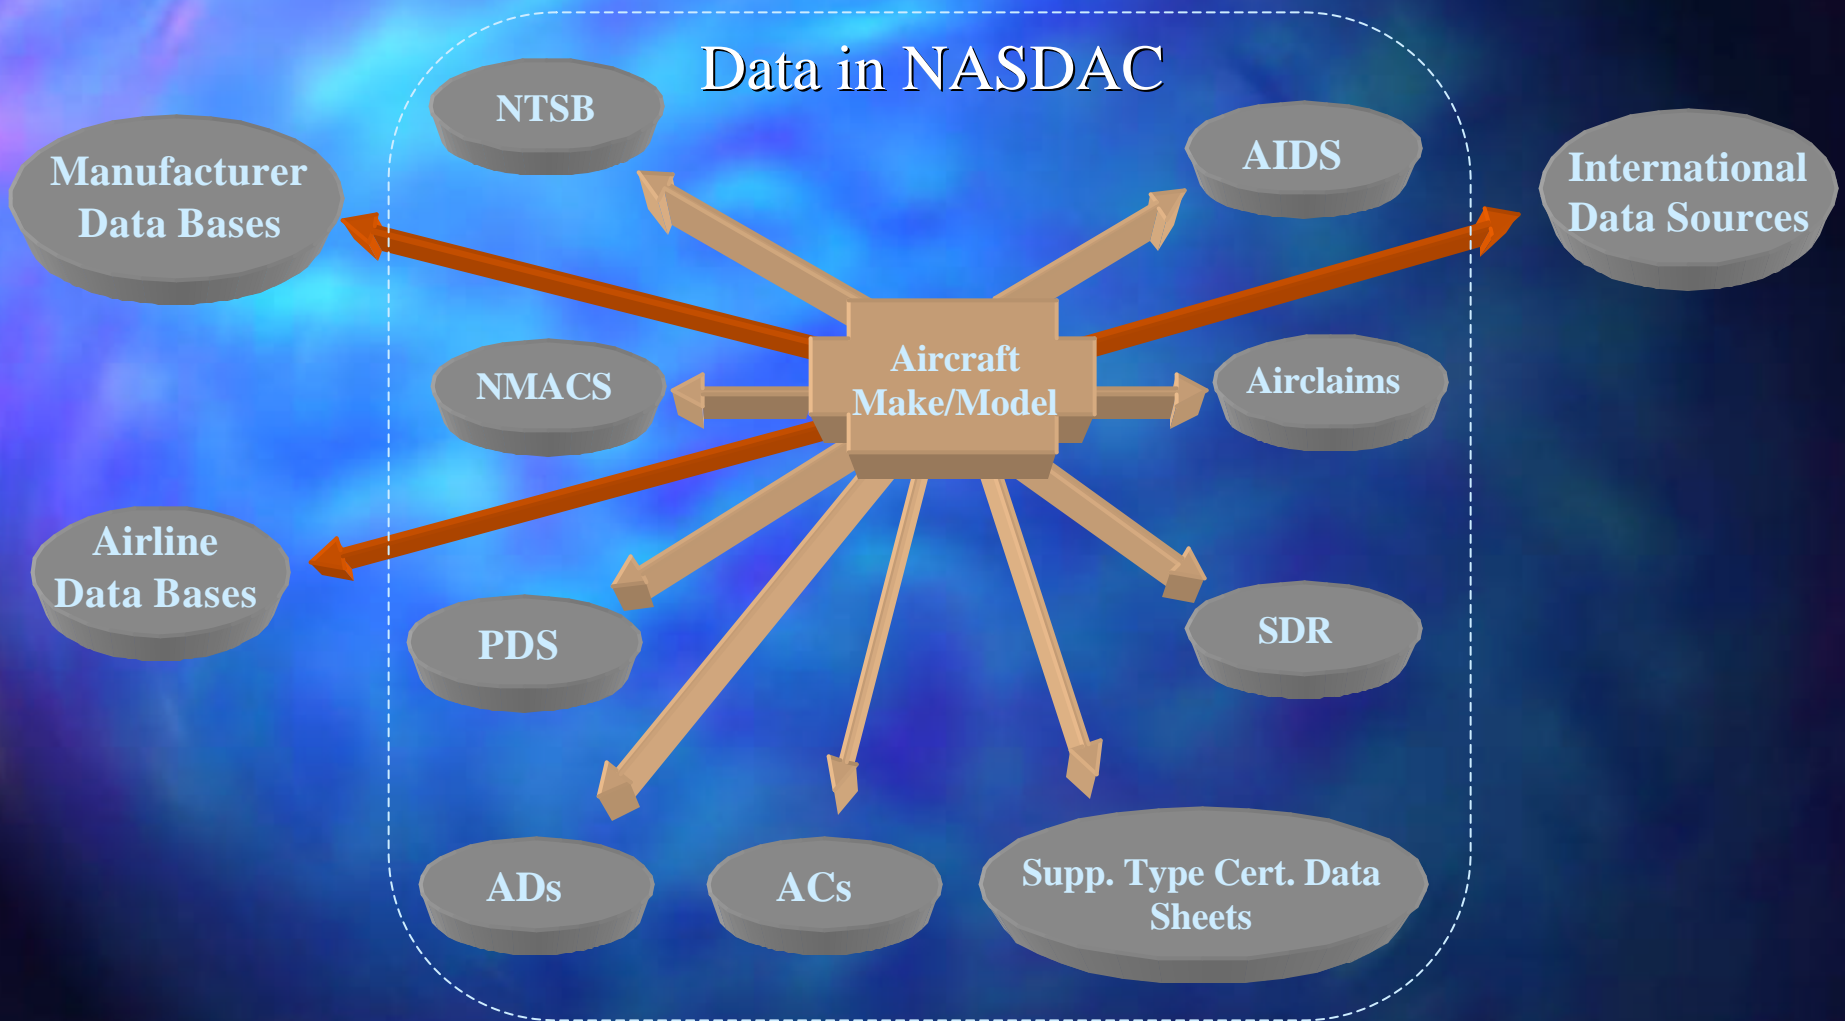 Data in NASDAC
NTSB
AIDS
Manufacturer
Data Bases
International
Data Sources
Aircraft
Make/Model
NMACS
Airclaims
Airline
Data Bases
PDS
SDR
ADs
ACs
Supp. Type Cert. Data
Sheets